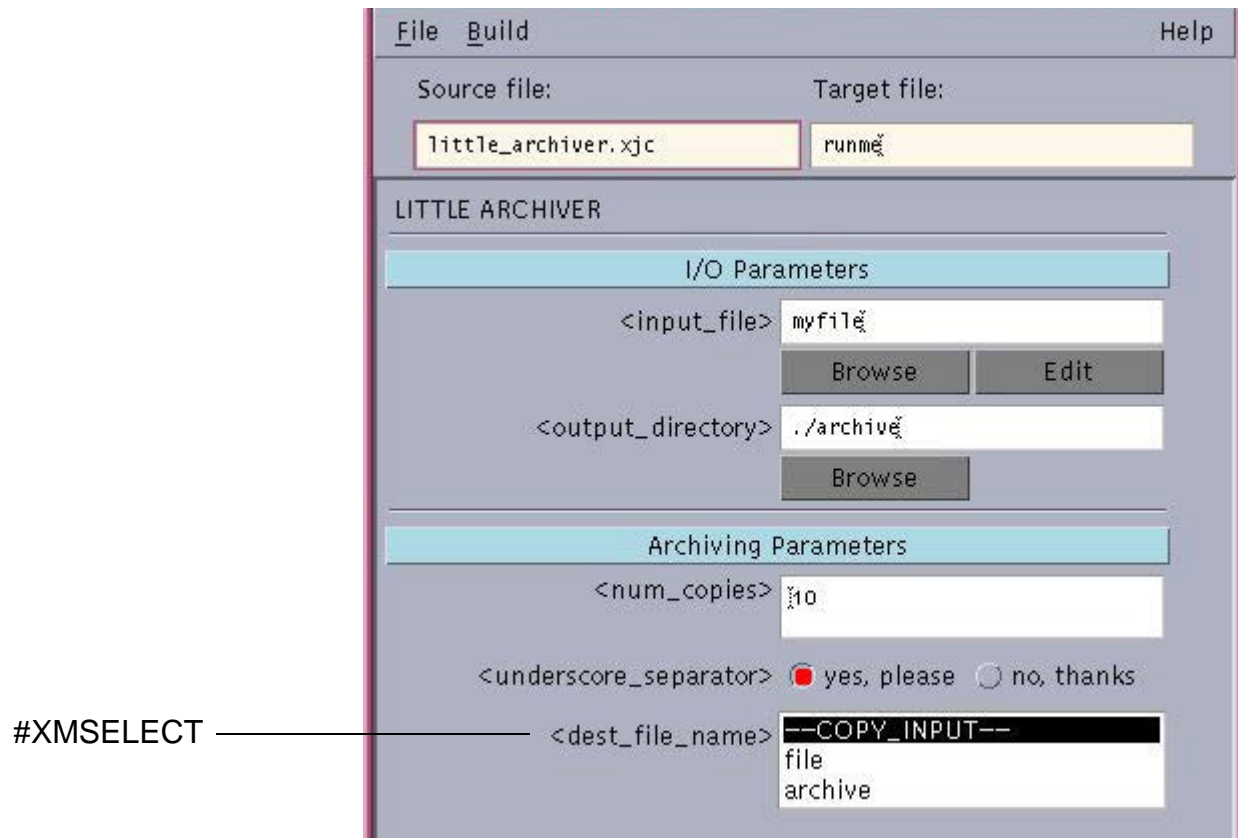 File Build Help
Source file: Target file:
little_archiver.xjc runme
LITTLE ARCHIVER
I/O Parameters
<input_file> myfile
Browse Edit
<output_directory> ./archive
Browse
Archiving Parameters
<num_copies> 10
<underscore_separator> yes, please no, thanks
#XMSELECT <dest_file_name> --COPY_INPUT--
file
archive